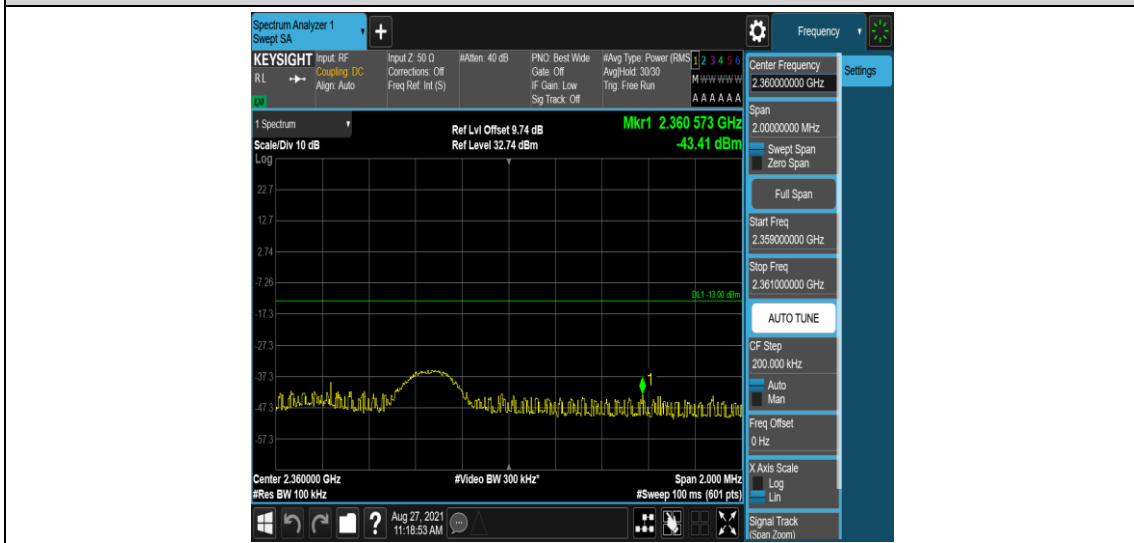 Spectrum Analyzer 1
Swept SA
+
Frequency
KEYSIGHT
RL
LXI
Input: RF
Coupling: DC
Align: Auto
Input Z: 50 Ω
Corrections: Off
Freq Ref: Int (S)
#Atten: 40 dB
PNO: Best Wide
Gate: Off
IF Gain: Low
Sig Track: Off
#Avg Type: Power (RMS
Avg|Hold: 30/30
Trig: Free Run
1 2 3 4 5 6
M W W W W W
A A A A A A
Center Frequency
2.360000000 GHz
Settings
Span
2.00000000 MHz
Swept Span
Zero Span
Full Span
Start Freq
2.359000000 GHz
Stop Freq
2.361000000 GHz
AUTO TUNE
CF Step
200.000 kHz
Auto
Man
Freq Offset
0 Hz
X Axis Scale
Log
Lin
Signal Track
(Span Zoom)
1 Spectrum
Scale/Div 10 dB
Log
Ref Lvl Offset 9.74 dB
Ref Level 32.74 dBm
Mkr1 2.360 573 GHz
-43.41 dBm
22.7
12.7
2.74
-7.26
DL1 -13.00 dBm
-17.3
-27.3
-37.3
1
-47.3
-57.3
Center 2.360000 GHz
#Video BW 300 kHz*
Span 2.000 MHz
#Res BW 100 kHz
#Sweep 100 ms (601 pts)
?
Aug 27, 2021
11:18:53 AM